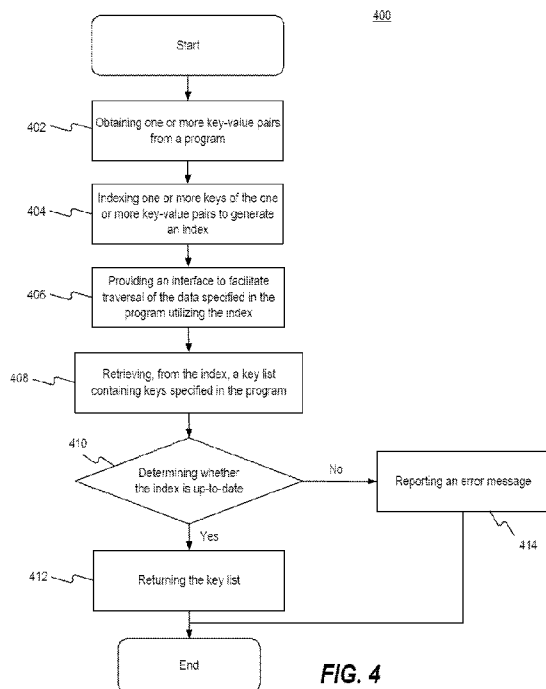 400
Start
402
Obtaining one or more key-value pairs
from a program
404
Indexing one or more keys of the one
or more key-value pairs to generate
an index
406
Providing an interface to facilitate
traversal of the data specified in the
program utilizing the index
408
Retrieving, from the index, a key list
containing keys specified in the program
410
Determining whether
the index is up-to-date
No
Reporting an error message
414
Yes
412
Returning the key list
End
FIG. 4